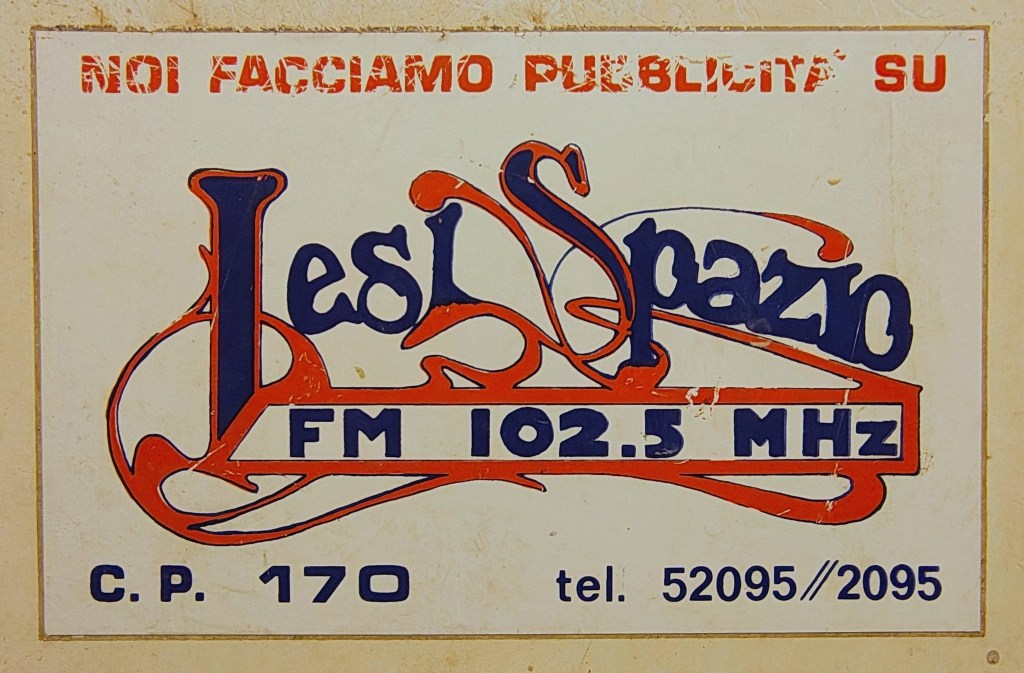 NOI FACCIAMO PUBBLICITA' SU
Jesi Spazio
FM 102.5 MHz
C.P. 170 tel. 52095//2095